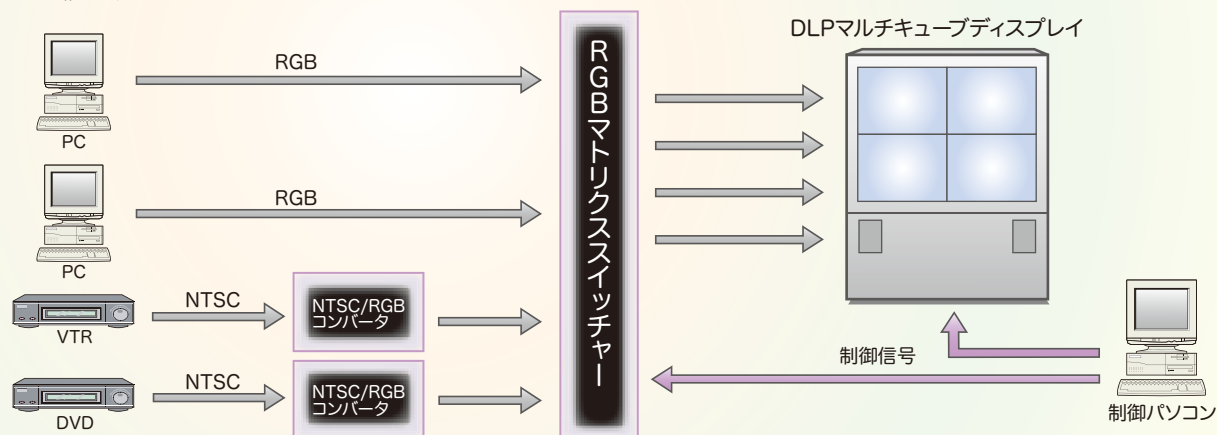 DLPマルチキューブディスプレイ
RGB
PC
RGB
PC
NTSC
NTSC/RGB
コンバータ
VTR
NTSC
NTSC/RGB
コンバータ
DVD
RGBマトリクススイッチャー
制御信号
制御パソコン